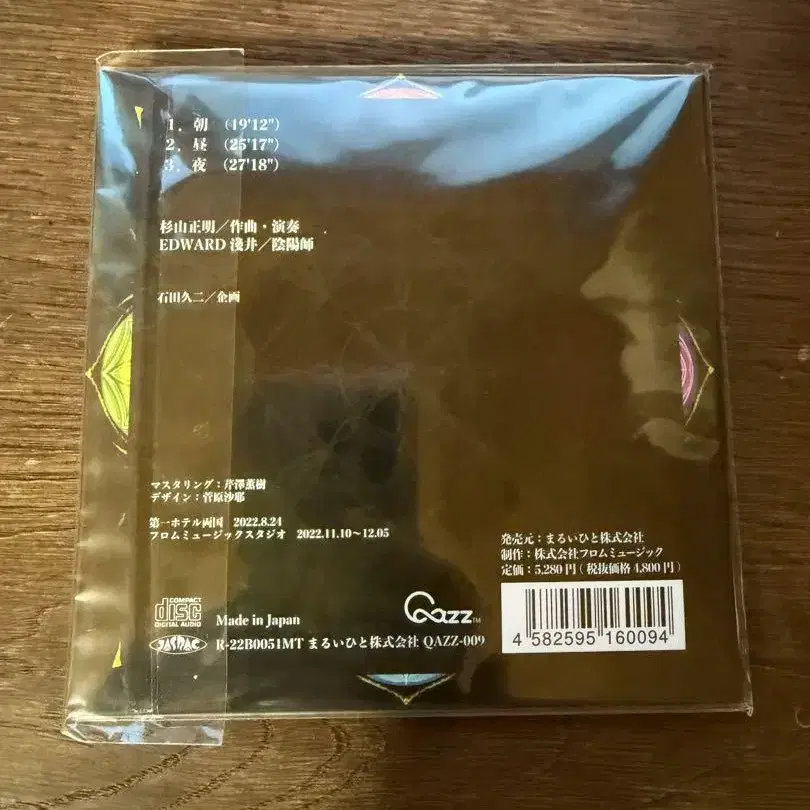 1. 朝 (19'12")
2. 昼 (25'17")
3. 夜 (27'18")
杉山正明／作曲・演奏
EDWARD 淺井／陰陽師
石田久二／企画
マスタリング：芹澤薫樹
デザイン：菅原沙耶
第一ホテル両国 2022.8.24
フロムミュージックスタジオ 2022.11.10〜12.05
発売元：まるいひと株式会社
制作：株式会社フロムミュージック
定価：5,280円 ( 税抜価格 4,800円 )
COMPACT
disc
DIGITAL AUDIO
Made in Japan
Qazz TM
JASRAC
R-22B0051MT まるいひと株式会社 QAZZ-009
4 582595 160094